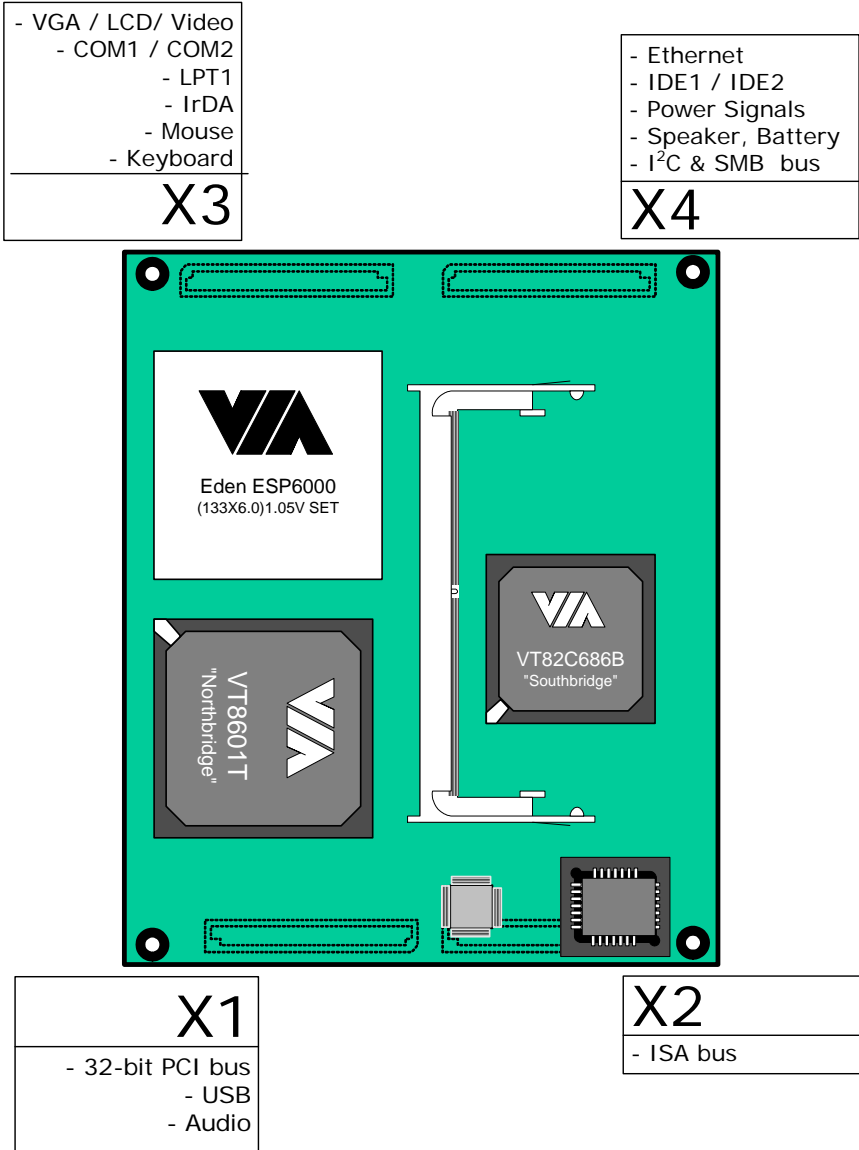 - VGA / LCD/ Video
- COM1 / COM2
- LPT1
- IrDA
- Mouse
- Keyboard
X3
- Ethernet
- IDE1 / IDE2
- Power Signals
- Speaker, Battery
- I²C & SMB bus
X4
VIA
Eden ESP6000
(133X6.0)1.05V SET
VIA
VT8601T
"Northbridge"
VIA
VT82C686B
"Southbridge"
X1
- 32-bit PCI bus
- USB
- Audio
X2
- ISA bus